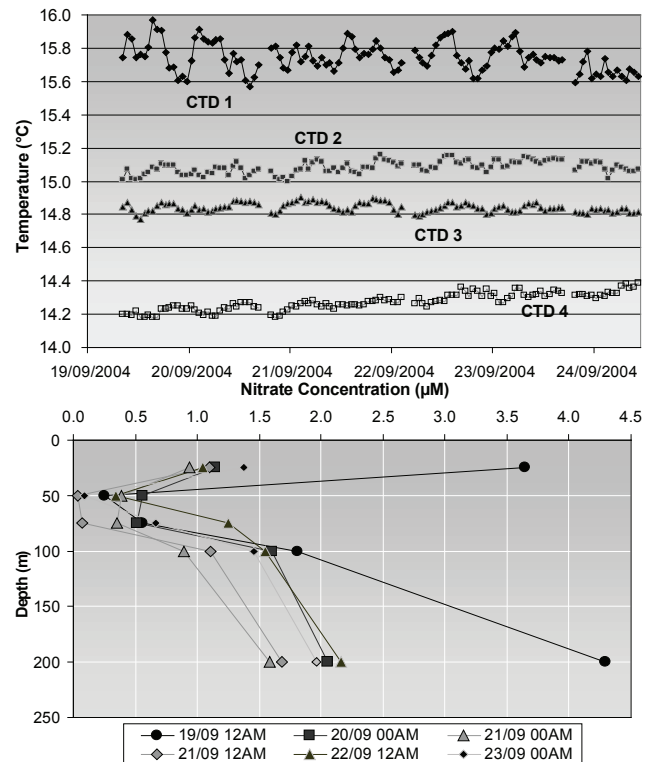 16.0
15.8
15.6
15.4
15.2
15.0
14.8
14.6
14.4
14.2
14.0
Temperature (°C)
CTD 1
CTD 2
CTD 3
CTD 4
19/09/2004 20/09/2004 21/09/2004 22/09/2004 23/09/2004 24/09/2004
Nitrate Concentration (µM)
0.0 0.5 1.0 1.5 2.0 2.5 3.0 3.5 4.0 4.5
0
50
100
150
200
250
Depth (m)
19/09 12AM 20/09 00AM 21/09 00AM
21/09 12AM 22/09 12AM 23/09 00AM